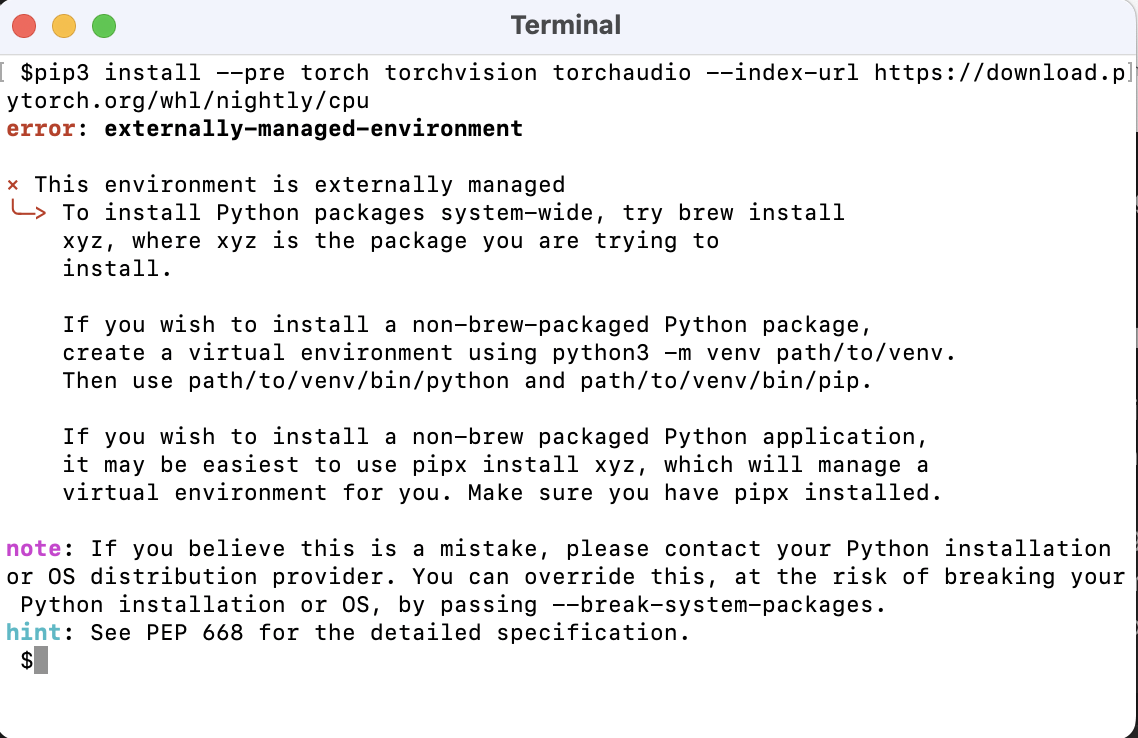 Terminal
[ $pip3 install --pre torch torchvision torchaudio --index-url https://download.p]
ytorch.org/whl/nightly/cpu
error: externally-managed-environment
× This environment is externally managed
╰─> To install Python packages system-wide, try brew install
xyz, where xyz is the package you are trying to
install.
If you wish to install a non-brew-packaged Python package,
create a virtual environment using python3 -m venv path/to/venv.
Then use path/to/venv/bin/python and path/to/venv/bin/pip.
If you wish to install a non-brew packaged Python application,
it may be easiest to use pipx install xyz, which will manage a
virtual environment for you. Make sure you have pipx installed.
note: If you believe this is a mistake, please contact your Python installation
or OS distribution provider. You can override this, at the risk of breaking your
Python installation or OS, by passing --break-system-packages.
hint: See PEP 668 for the detailed specification.
$